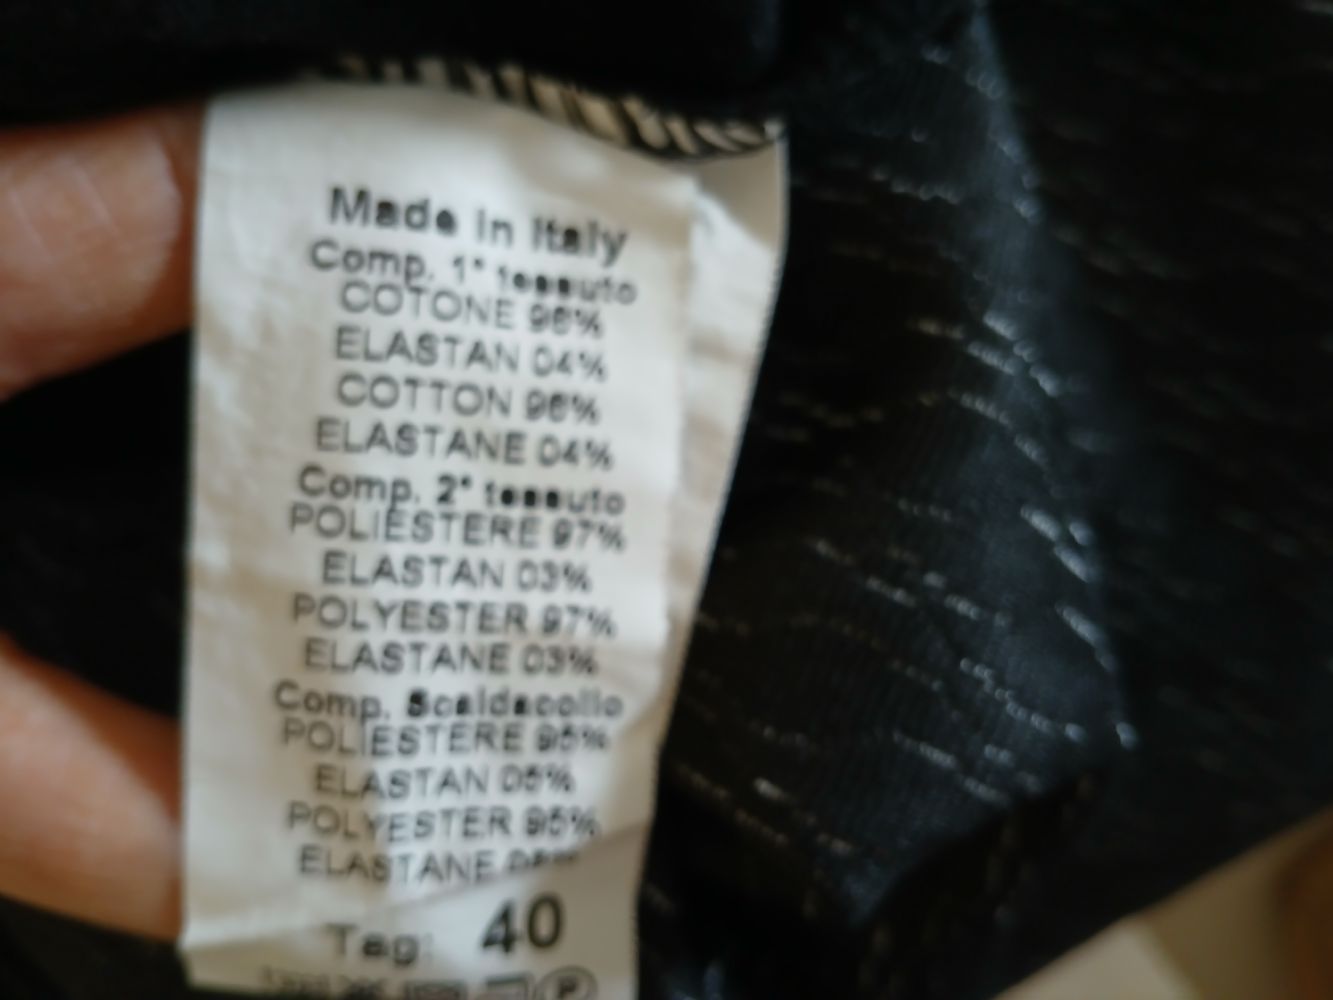 Made in Italy
Comp. 1° tessuto
COTONE 96%
ELASTAN 04%
COTTON 96%
ELASTANE 04%
Comp. 2° tessuto
POLIESTERE 97%
ELASTAN 03%
POLYESTER 97%
ELASTANE 03%
Comp. Scaldacollo
POLIESTERE 95%
ELASTAN 05%
POLYESTER 95%
ELASTANE 05%
Tag: 40
P